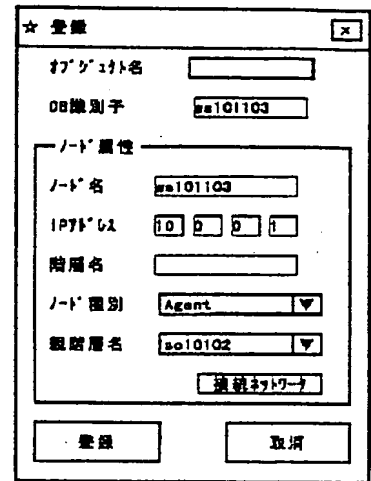 ☆ 登録 ×
ｵﾌﾞｼﾞｪｸﾄ名
DB識別子 ws101103
ﾉｰﾄﾞ属性
ﾉｰﾄﾞ名 ws101103
IPｱﾄﾞﾚｽ 10 0 0 1
階層名
ﾉｰﾄﾞ種別 Agent ▼
親階層名 so10102 ▼
接続ﾈｯﾄﾜｰｸ
登録 取消